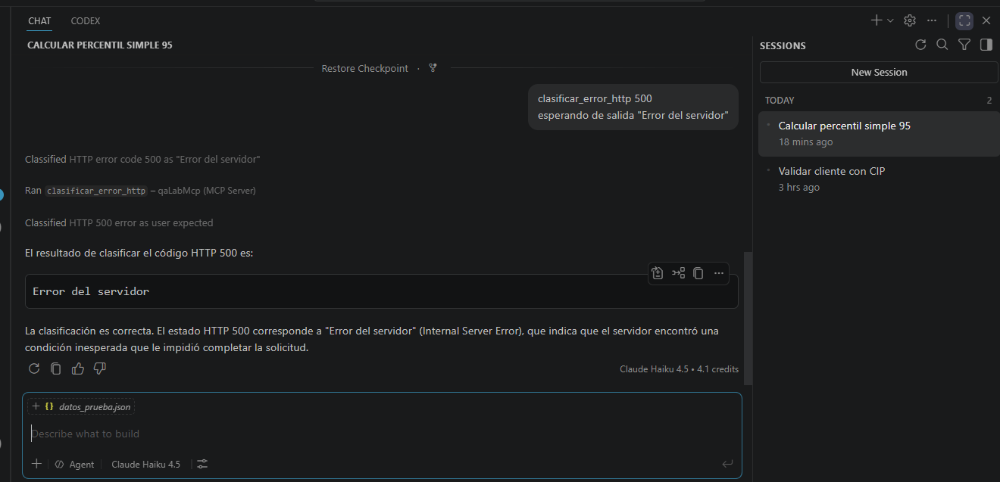 CHAT CODEX
CALCULAR PERCENTIL SIMPLE 95
Restore Checkpoint ·
clasificar_error_http 500
esperando de salida "Error del servidor"
Classified HTTP error code 500 as "Error del servidor"
Ran clasificar_error_http – qaLabMcp (MCP Server)
Classified HTTP 500 error as user expected
El resultado de clasificar el código HTTP 500 es:
Error del servidor
La clasificación es correcta. El estado HTTP 500 corresponde a "Error del servidor" (Internal Server Error), que indica que el servidor encontró una
condición inesperada que le impidió completar la solicitud.
Claude Haiku 4.5 • 4.1 credits
+ {} datos_prueba.json
Describe what to build
Agent Claude Haiku 4.5
SESSIONS
New Session
TODAY 2
Calcular percentil simple 95
18 mins ago
Validar cliente con CIP
3 hrs ago